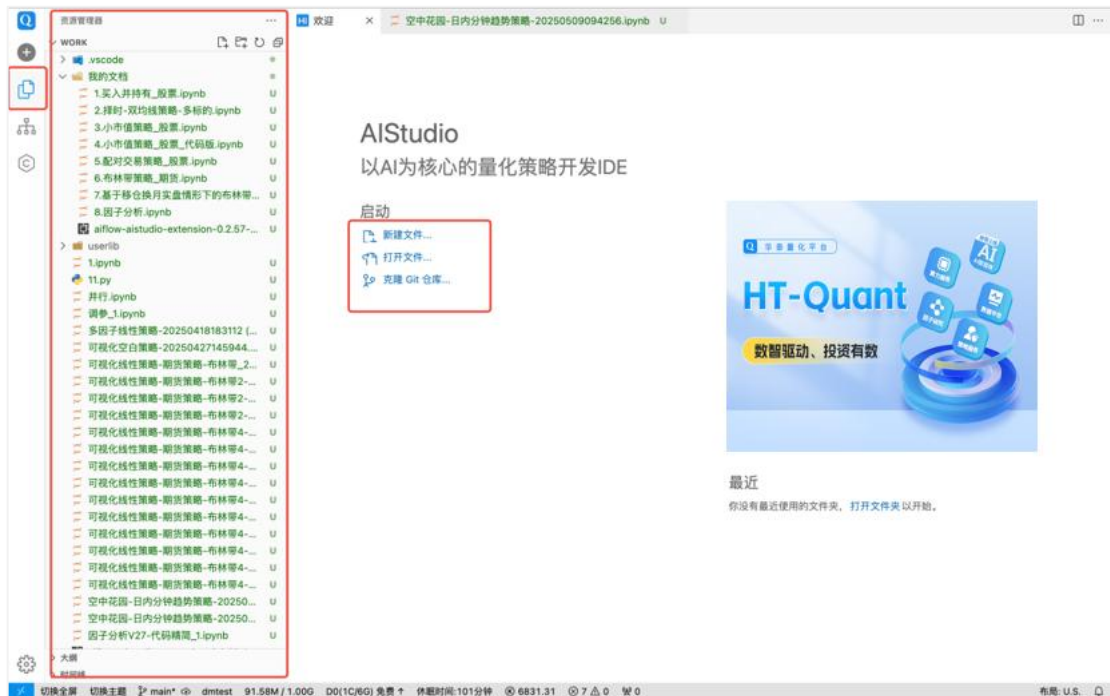 资源管理器
欢迎
空中花园-日内分钟趋势策略-20250509094256.ipynb U
WORK
.vscode
我的文档
1.买入并持有_股票.ipynb U
2.择时-双均线策略-多标的.ipynb U
3.小市值策略_股票.ipynb U
4.小市值策略_股票_代码版.ipynb U
5.配对交易策略_股票.ipynb U
6.布林带策略_期货.ipynb U
7.基于移仓换月实盘情形下的布林带... U
8.因子分析.ipynb U
aiflow-aistudio-extension-0.2.57-... U
userlib
1.ipynb U
11.py U
并行.ipynb U
调参_1.ipynb U
多因子线性策略-20250418183112 (... U
可视化空白策略-20250427145944.... U
可视化线性策略-期货策略-布林带_2... U
可视化线性策略-期货策略-布林带2-... U
可视化线性策略-期货策略-布林带2-... U
可视化线性策略-期货策略-布林带2-... U
可视化线性策略-期货策略-布林带4-... U
可视化线性策略-期货策略-布林带4-... U
可视化线性策略-期货策略-布林带4-... U
可视化线性策略-期货策略-布林带4-... U
可视化线性策略-期货策略-布林带4-... U
可视化线性策略-期货策略-布林带4-... U
可视化线性策略-期货策略-布林带4-... U
可视化线性策略-期货策略-布林带4-... U
可视化线性策略-期货策略-布林带4-... U
可视化线性策略-期货策略-布林带4-... U
空中花园-日内分钟趋势策略-20250... U
空中花园-日内分钟趋势策略-20250... U
因子分析V27-代码精简_1.ipynb U
大纲
时间线
AIStudio
以AI为核心的量化策略开发IDE
启动
新建文件...
打开文件...
克隆 Git 仓库...
Q 华泰量化平台
HT-Quant
数智驱动、投资有数
AI
最近
你没有最近使用的文件夹，打开文件夹以开始。
切换全屏 切换主题 main* dmtest 91.58M / 1.00G D0(1C/6G) 免费 休眠时间:101分钟 6831.31 7 0 0 布局: U.S.